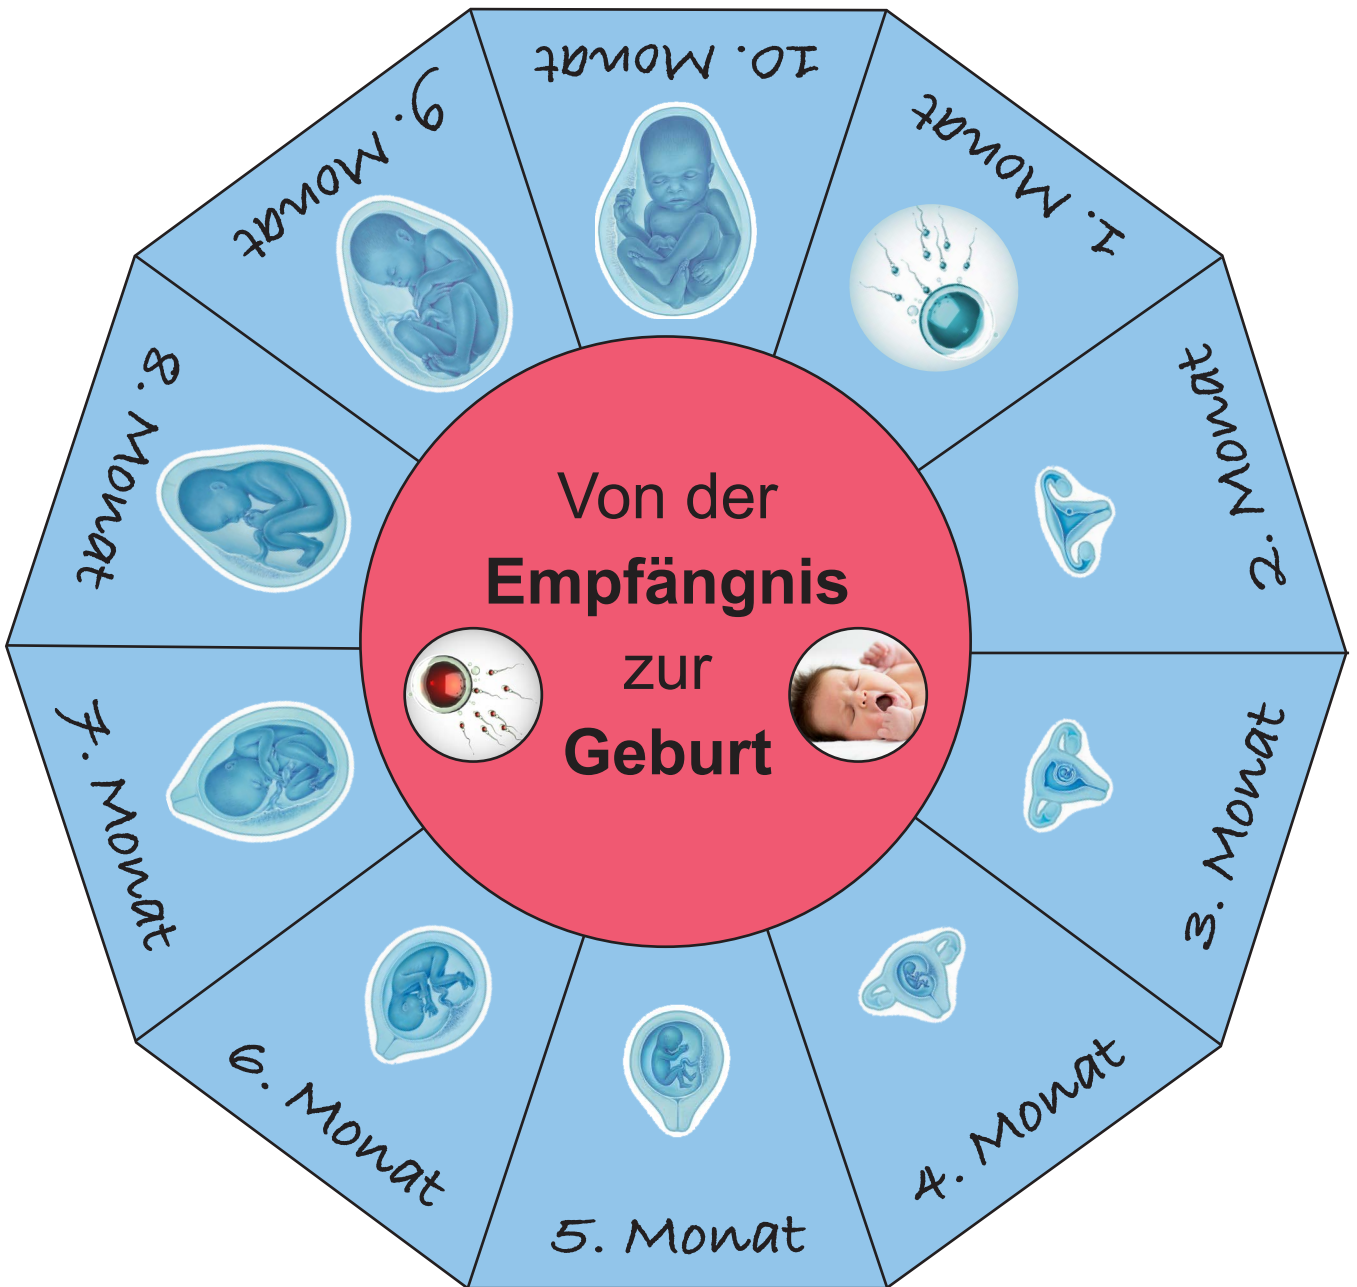 Von der
Empfängnis
zur
Geburt
1. Monat
2. Monat
3. Monat
4. Monat
5. Monat
6. Monat
7. Monat
8. Monat
9. Monat
10. Monat